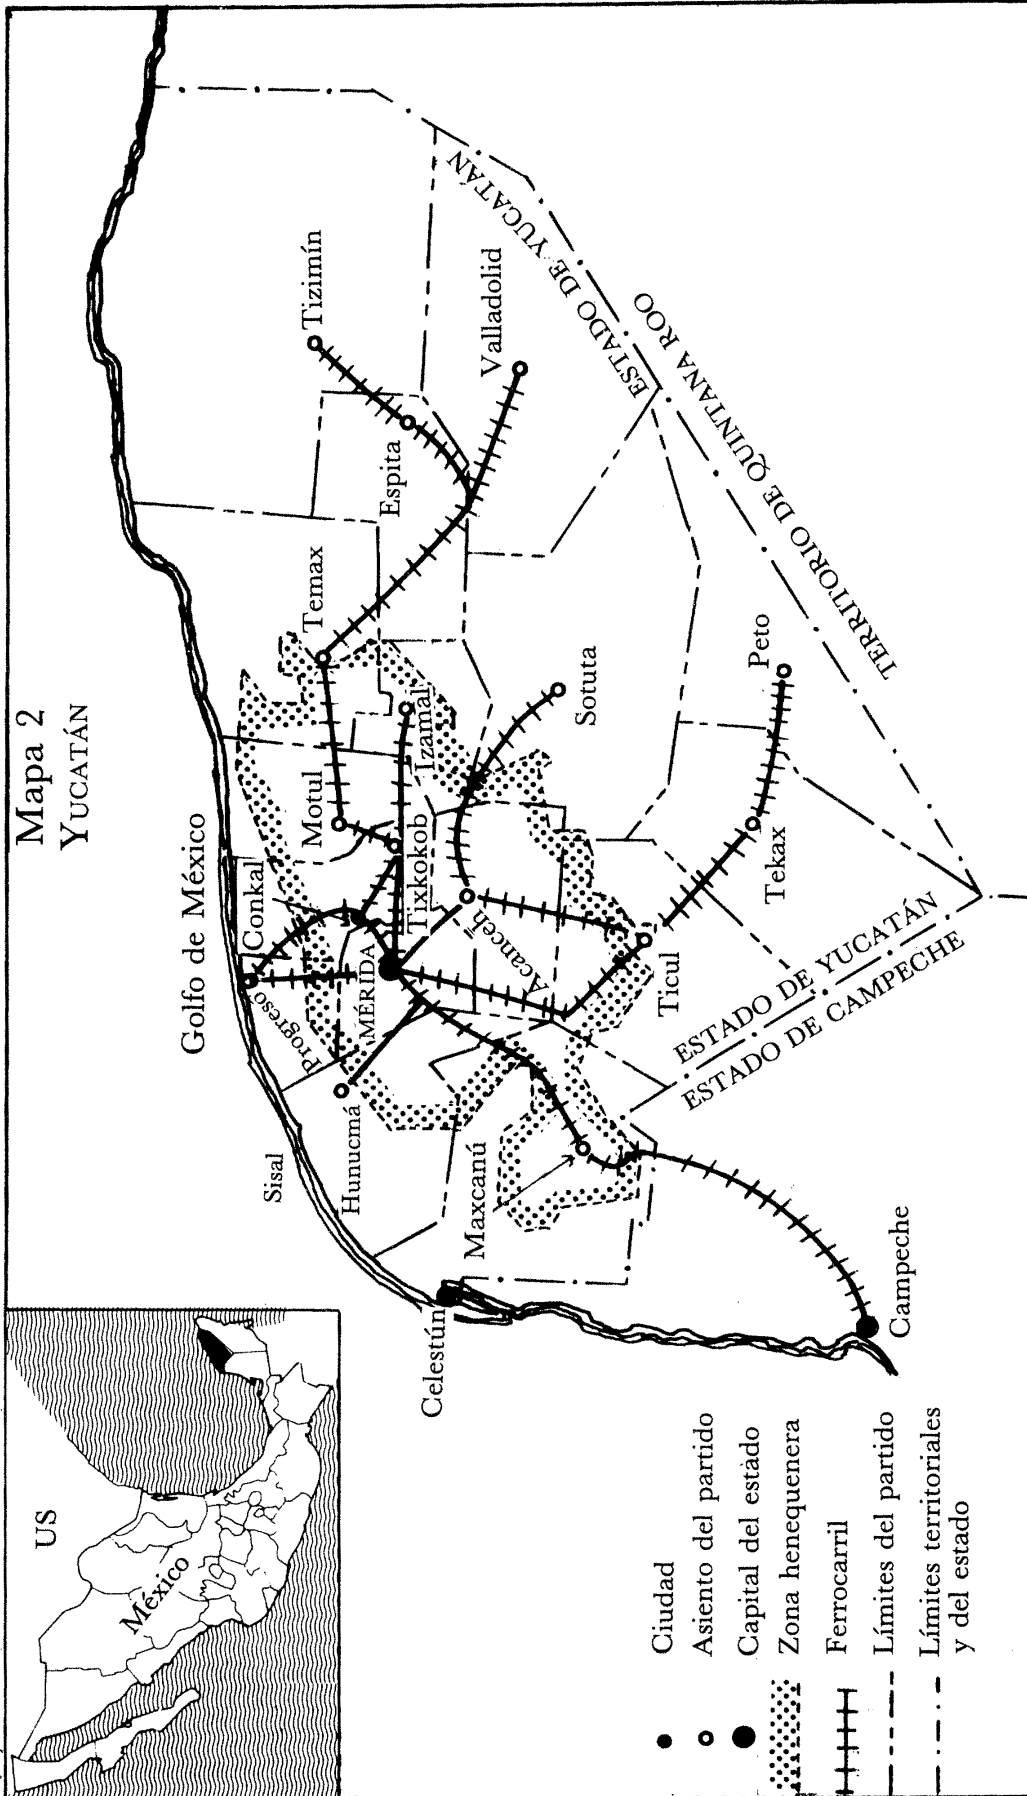 Mapa 2
YUCATÁN
US
México
Golfo de México
Tizimín
Valladolid
Espita
Temax
Izamal
Sotuta
Peto
Motul
Tixkokob
Conkal
Progreso
MÉRIDA
Acanceh
Tekax
Ticul
Sisal
Hunucmá
Maxcanú
Celestún
Campeche
ESTADO DE YUCATÁN
TERRITORIO DE QUINTANA ROO
ESTADO DE YUCATÁN
ESTADO DE CAMPECHE
Ciudad
Asiento del partido
Capital del estado
Zona henequenera
Ferrocarril
Límites del partido
Límites territoriales
y del estado